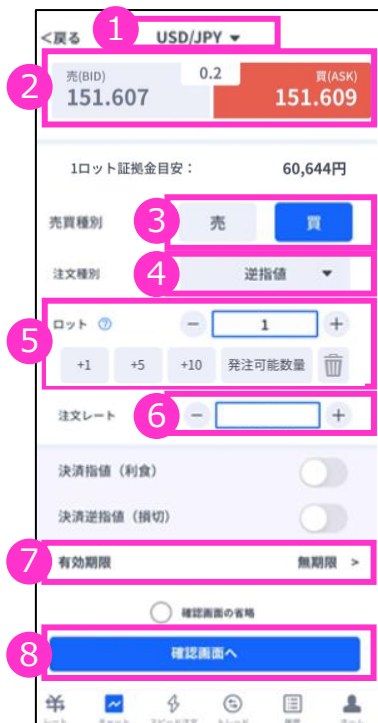 1
<戻る USD/JPY ▼
2
売(BID) 0.2 買(ASK)
151.607 151.609
1ロット証拠金目安： 60,644円
売買種別 3 売 買
4
注文種別 逆指値 ▼
5
ロット ? − 1 +
+1 +5 +10 発注可能数量
注文レート 6 − +
決済指値（利食）
決済逆指値（損切）
7
有効期限 無期限 >
確認画面の省略
8
確認画面へ